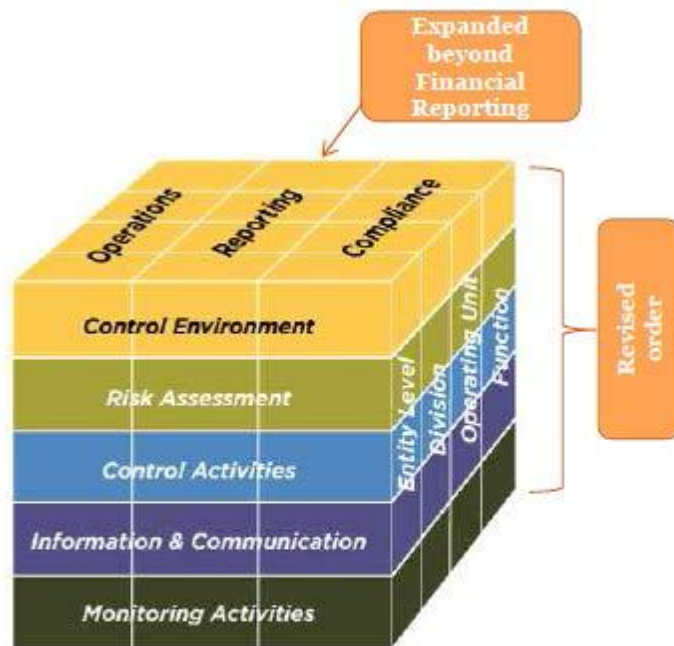 Expanded
beyond
Financial
Reporting
Operations
Reporting
Compliance
Control Environment
Risk Assessment
Control Activities
Information & Communication
Monitoring Activities
Entity Level
Division
Operating Unit
Function
Revised
order